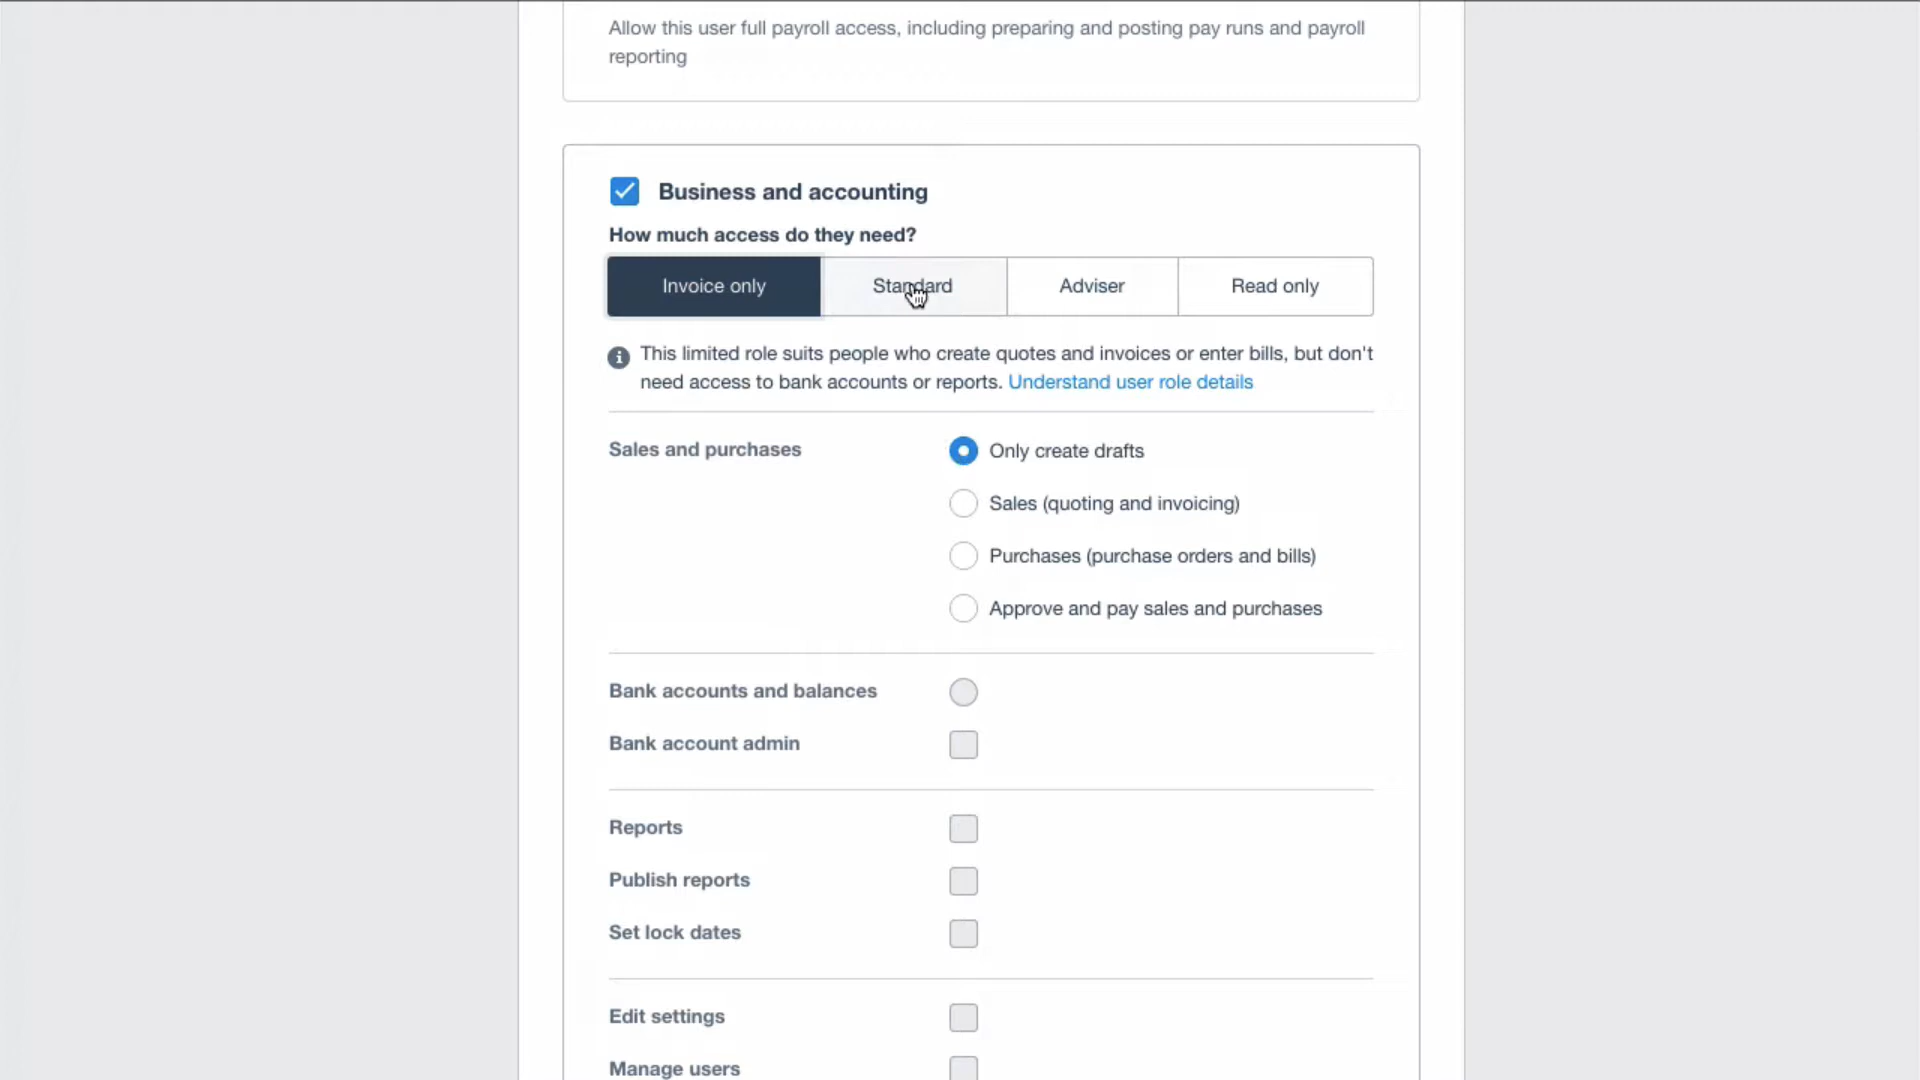 Allow this user full payroll access, including preparing and posting pay runs and payroll
reporting
Business and accounting
How much access do they need?
Invoice only
Standard
Adviser
Read only
This limited role suits people who create quotes and invoices or enter bills, but don't
need access to bank accounts or reports. Understand user role details
Sales and purchases
Only create drafts
Sales (quoting and invoicing)
Purchases (purchase orders and bills)
Approve and pay sales and purchases
Bank accounts and balances
Bank account admin
Reports
Publish reports
Set lock dates
Edit settings
Manage users